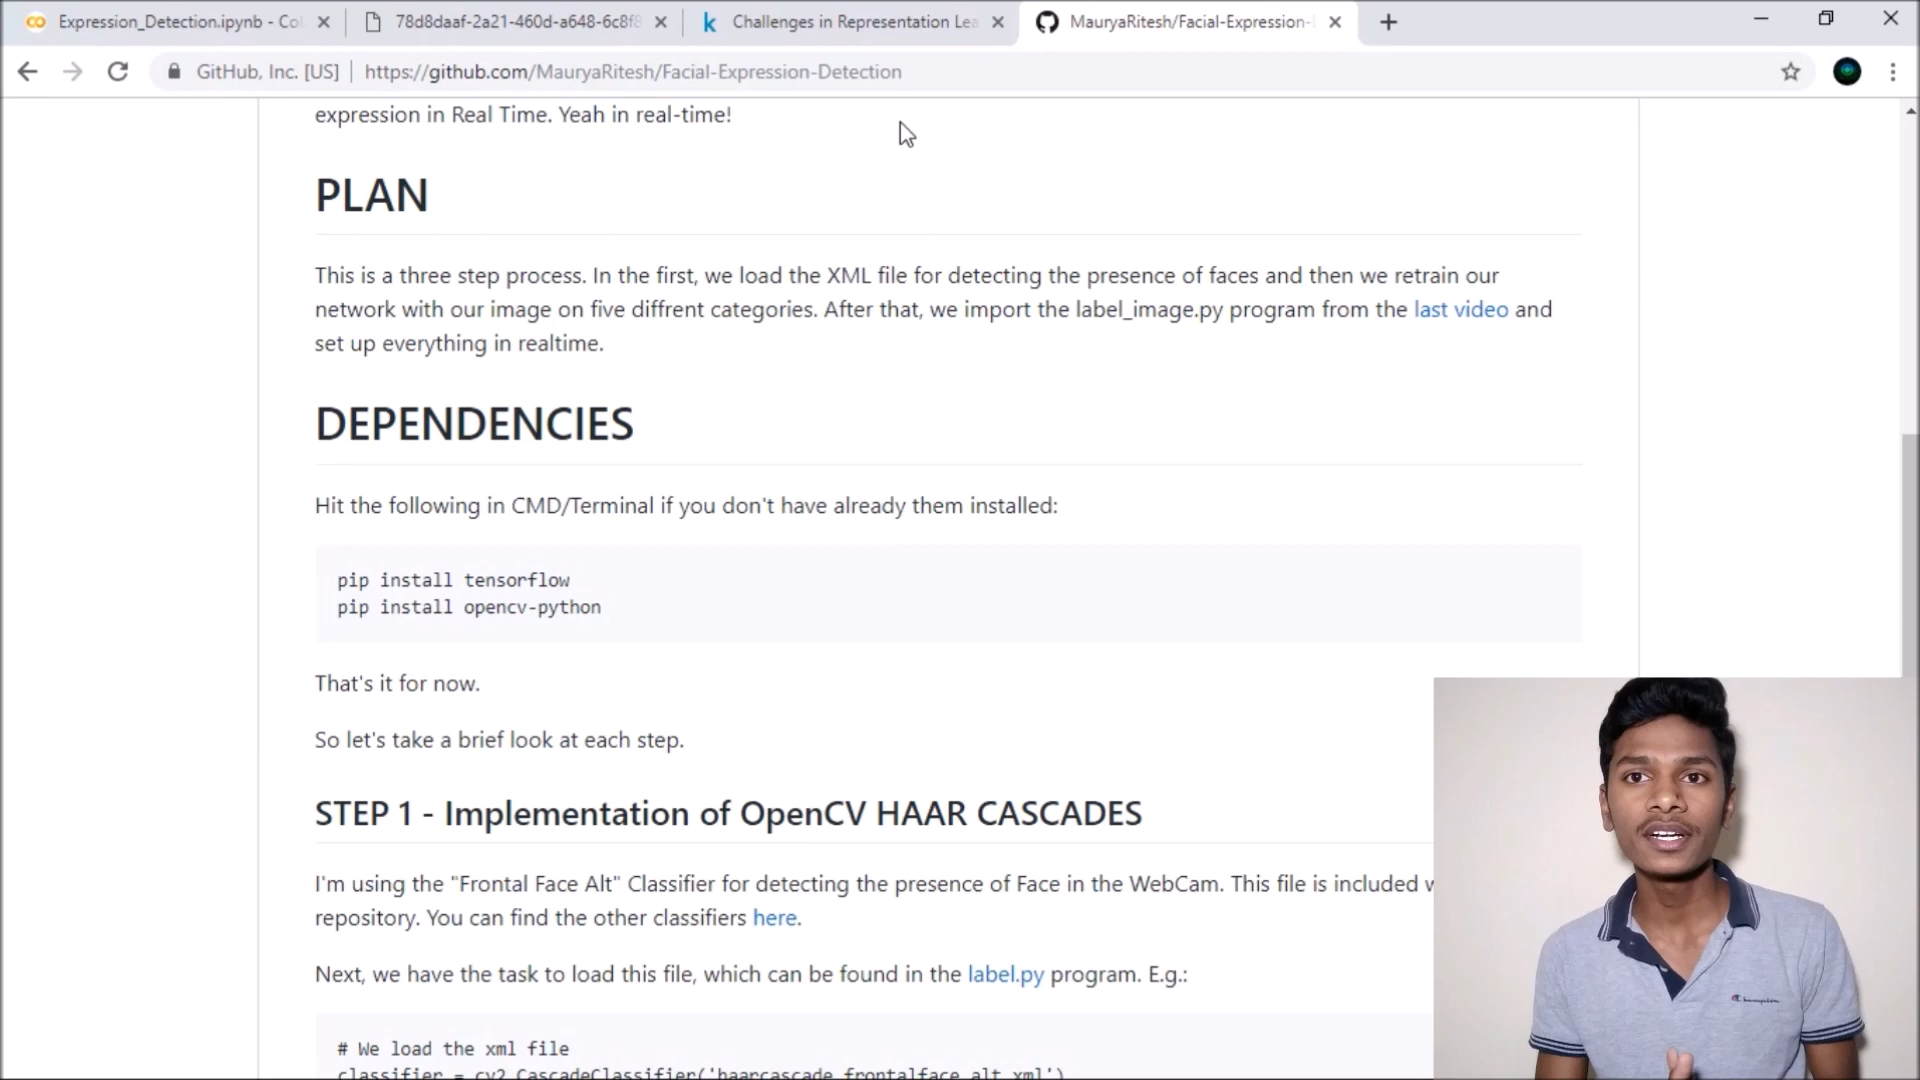 Expression_Detection.ipynb - Co
78d8daaf-2a21-460d-a648-6c8f8
Challenges in Representation Lea
MauryaRitesh/Facial-Expression-
GitHub, Inc. [US]
https://github.com/MauryaRitesh/Facial-Expression-Detection
expression in Real Time. Yeah in real-time!
PLAN
This is a three step process. In the first, we load the XML file for detecting the presence of faces and then we retrain our
network with our image on five diffrent categories. After that, we import the label_image.py program from the last video and
set up everything in realtime.
DEPENDENCIES
Hit the following in CMD/Terminal if you don't have already them installed:
pip install tensorflow
pip install opencv-python
That's it for now.
So let's take a brief look at each step.
STEP 1 - Implementation of OpenCV HAAR CASCADES
I'm using the "Frontal Face Alt" Classifier for detecting the presence of Face in the WebCam. This file is included
repository. You can find the other classifiers here.
Next, we have the task to load this file, which can be found in the label.py program. E.g.:
# We load the xml file
classifier = cv2.CascadeClassifier('haarcascade_frontalface_alt.xml')